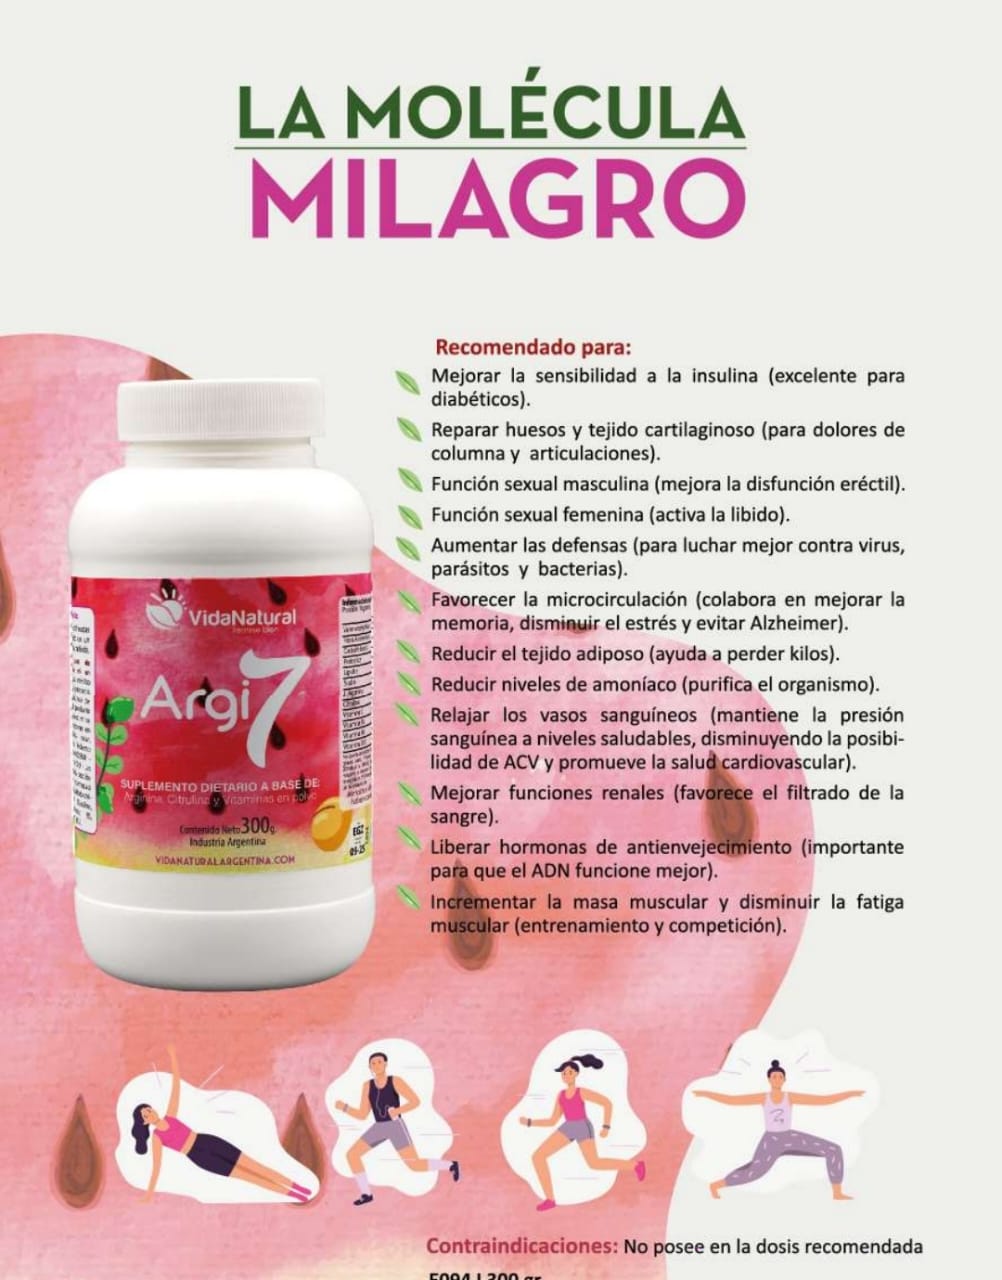 LA MOLÉCULA
MILAGRO
Recomendado para:
Mejorar la sensibilidad a la insulina (excelente para
diabéticos).
Reparar huesos y tejido cartilaginoso (para dolores de
columna y articulaciones).
Función sexual masculina (mejora la disfunción eréctil).
Función sexual femenina (activa la libido).
Aumentar las defensas (para luchar mejor contra virus,
parásitos y bacterias).
Favorecer la microcirculación (colabora en mejorar la
memoria, disminuir el estrés y evitar Alzheimer).
Reducir el tejido adiposo (ayuda a perder kilos).
Reducir niveles de amoníaco (purifica el organismo).
Relajar los vasos sanguíneos (mantiene la presión
sanguínea a niveles saludables, disminuyendo la posibi-
lidad de ACV y promueve la salud cardiovascular).
Mejorar funciones renales (favorece el filtrado de la
sangre).
Liberar hormonas de antienvejecimiento (importante
para que el ADN funcione mejor).
Incrementar la masa muscular y disminuir la fatiga
muscular (entrenamiento y competición).
VidaNatural
Argi7
SUPLEMENTO DIETARIO A BASE DE:
Arginina, Citrulina y Vitaminas en polvo
Contenido Neto 300g.
Industria Argentina
VIDANATURALARGENTINA.COM
Contraindicaciones: No posee en la dosis recomendada
E094 | 300 gr.